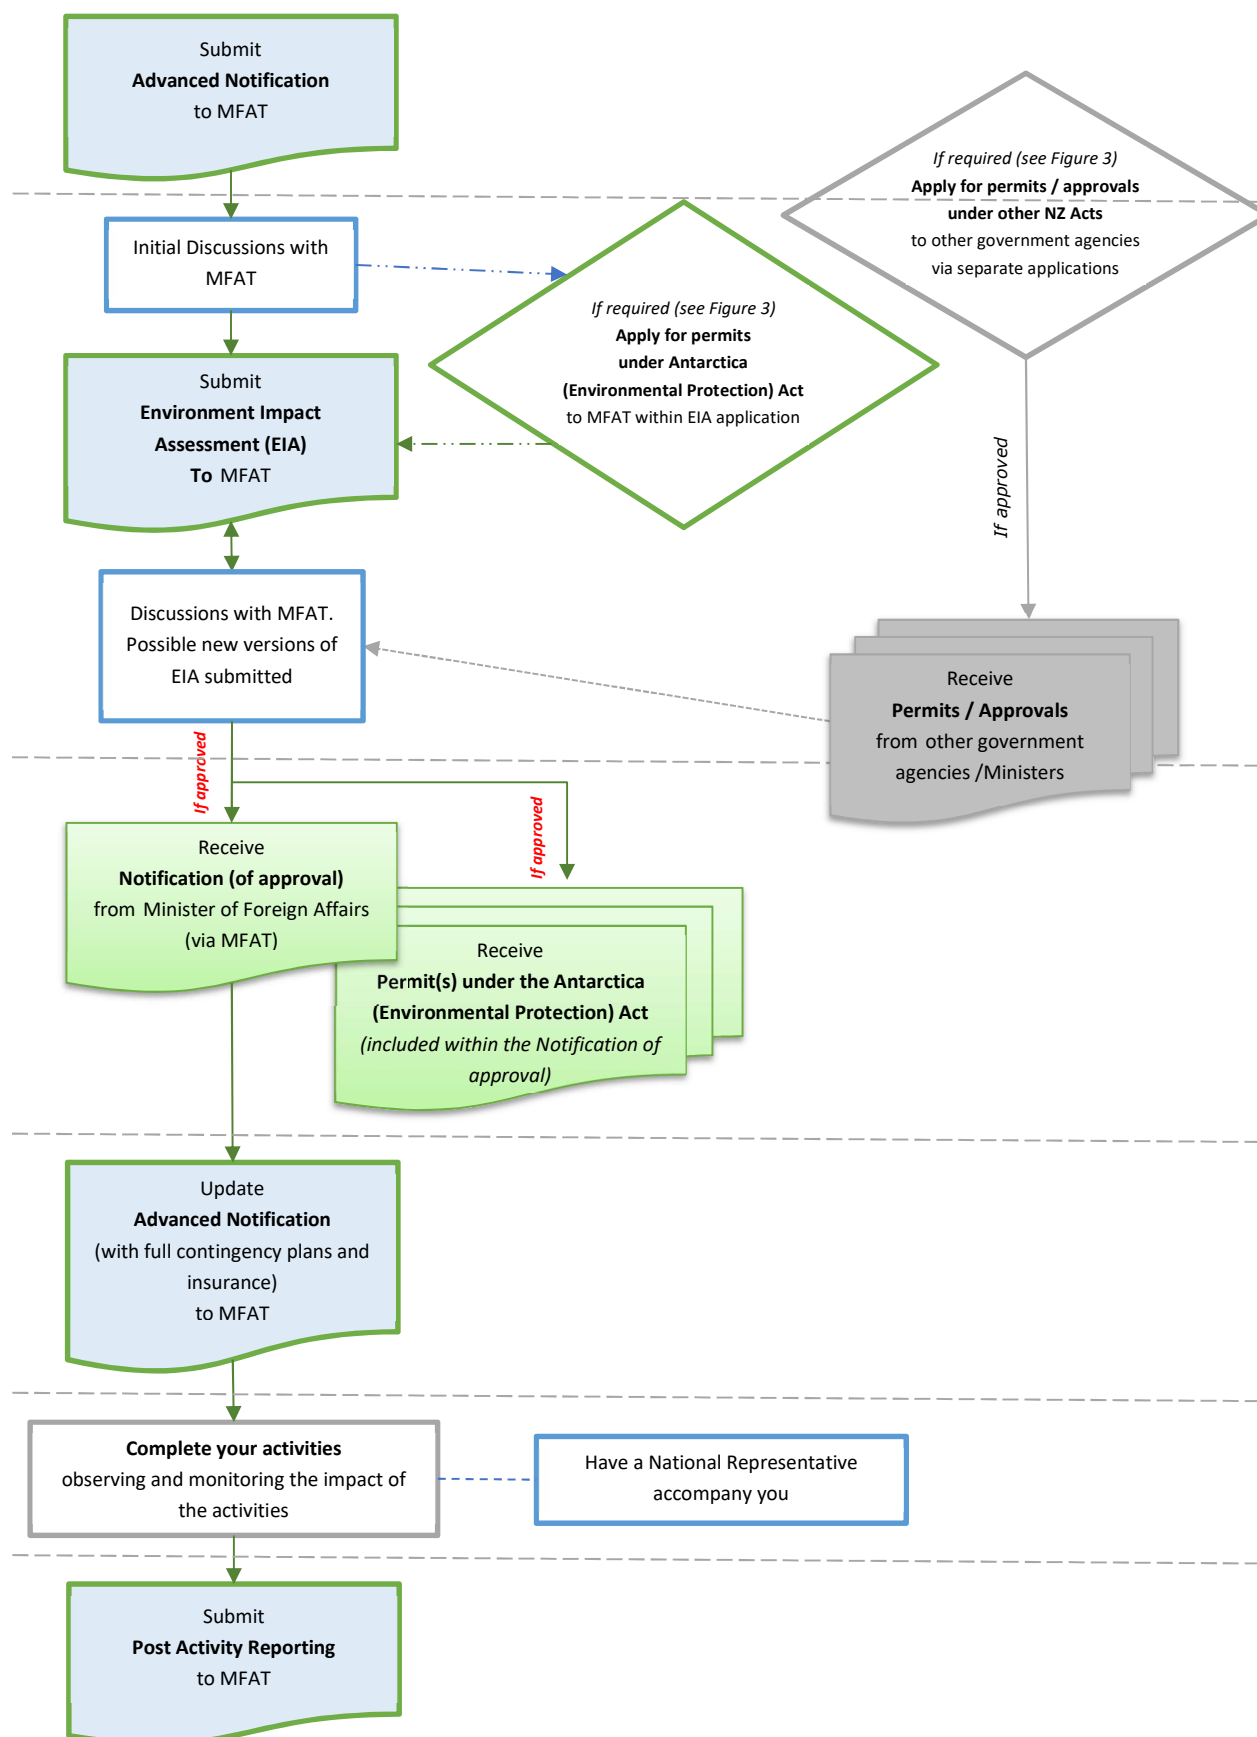 Submit
Advanced Notification
to MFAT
If required (see Figure 3)
Apply for permits / approvals
under other NZ Acts
to other government agencies
via separate applications
Initial Discussions with
MFAT
If required (see Figure 3)
Apply for permits
under Antarctica
(Environmental Protection) Act
to MFAT within EIA application
Submit
Environment Impact
Assessment (EIA)
To MFAT
If approved
Discussions with MFAT.
Possible new versions of
EIA submitted
Receive
Permits / Approvals
from other government
agencies /Ministers
If approved
If approved
Receive
Notification (of approval)
from Minister of Foreign Affairs
(via MFAT)
Receive
Permit(s) under the Antarctica
(Environmental Protection) Act
(included within the Notification of
approval)
Update
Advanced Notification
(with full contingency plans and
insurance)
to MFAT
Complete your activities
observing and monitoring the impact of
the activities
Have a National Representative
accompany you
Submit
Post Activity Reporting
to MFAT